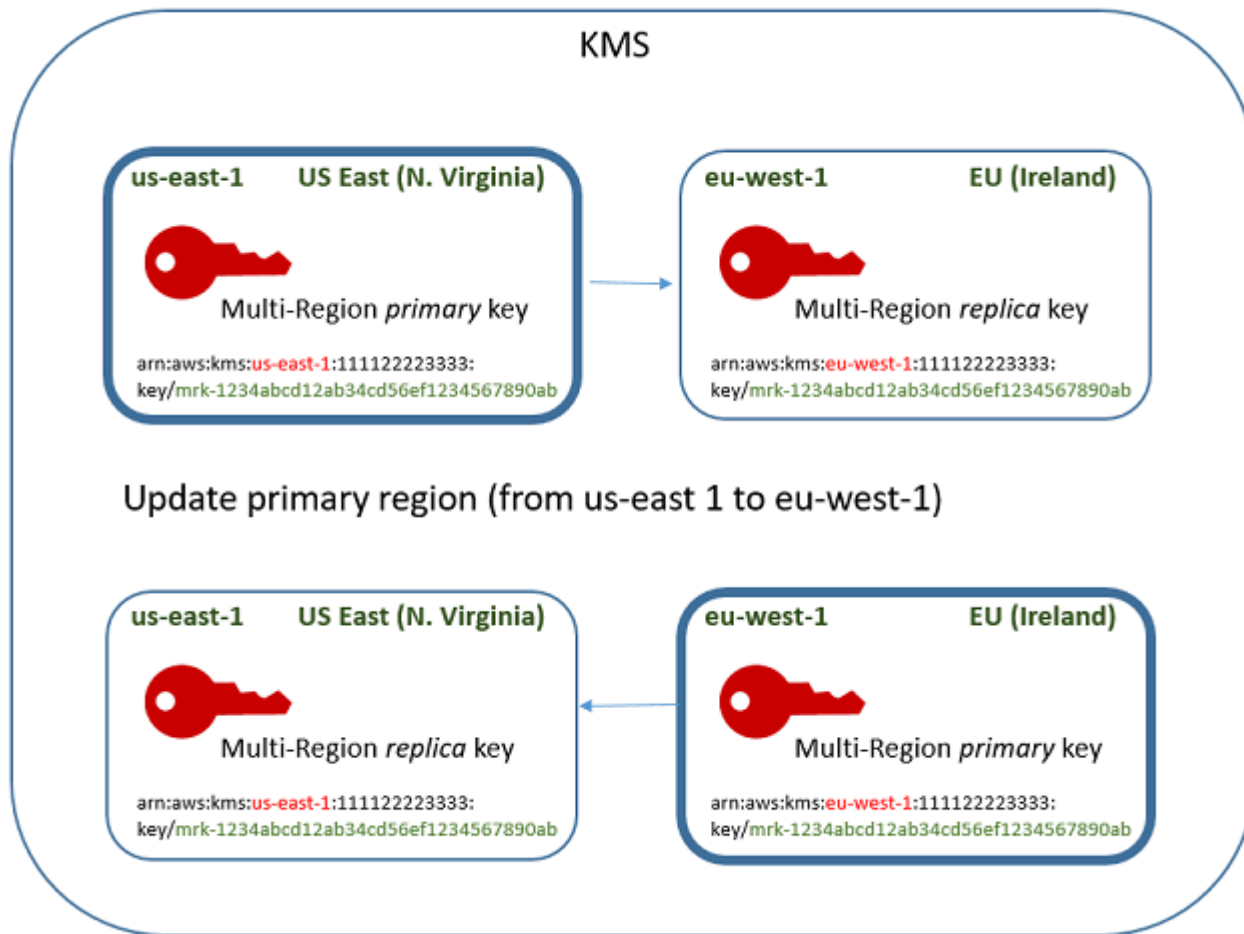 KMS
us-east-1 US East (N. Virginia)
Multi-Region primary key
arn:aws:kms:us-east-1:111122223333:
key/mrk-1234abcd12ab34cd56ef1234567890ab
eu-west-1 EU (Ireland)
Multi-Region replica key
arn:aws:kms:eu-west-1:111122223333:
key/mrk-1234abcd12ab34cd56ef1234567890ab
Update primary region (from us-east 1 to eu-west-1)
us-east-1 US East (N. Virginia)
Multi-Region replica key
arn:aws:kms:us-east-1:111122223333:
key/mrk-1234abcd12ab34cd56ef1234567890ab
eu-west-1 EU (Ireland)
Multi-Region primary key
arn:aws:kms:eu-west-1:111122223333:
key/mrk-1234abcd12ab34cd56ef1234567890ab